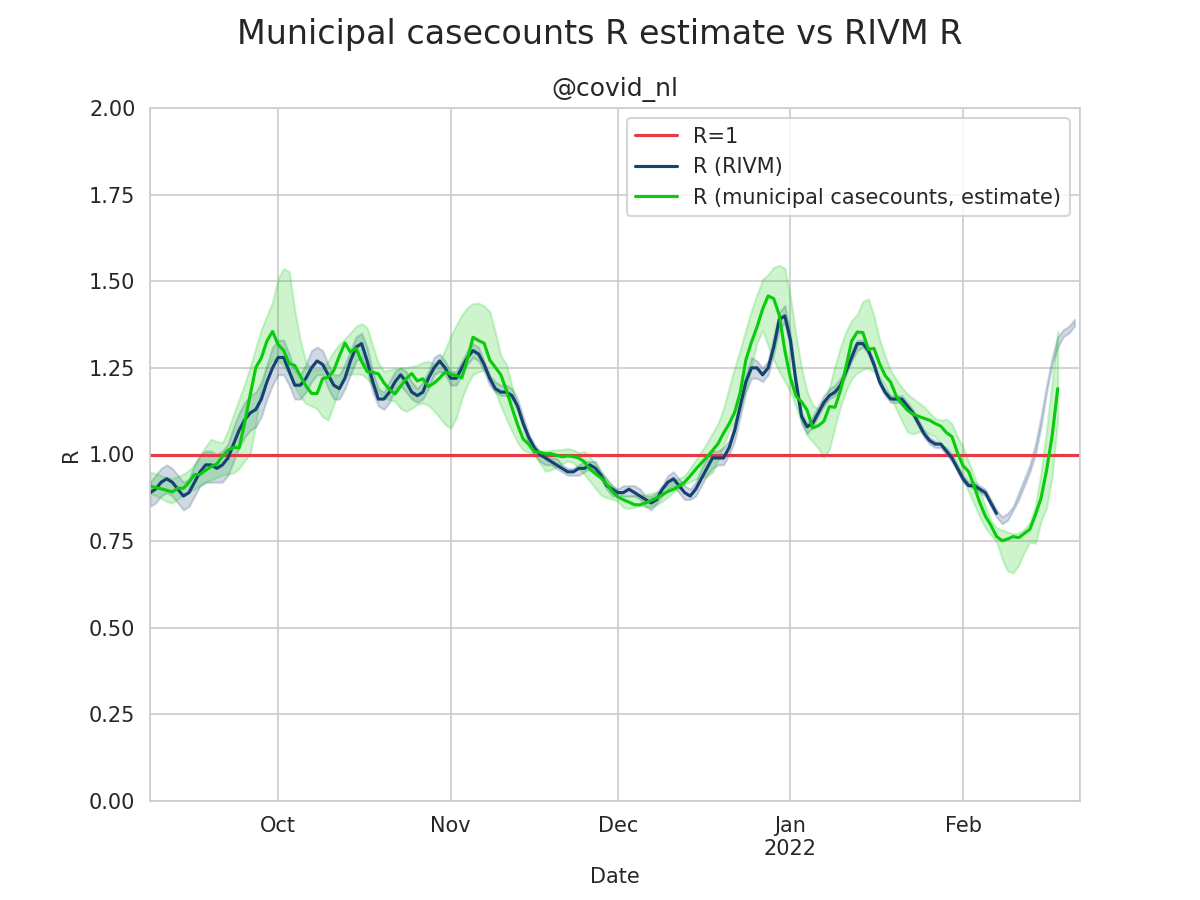 Municipal casecounts R estimate vs RIVM R
@covid_nl
2.00
1.75
1.50
1.25
1.00
0.75
0.50
0.25
0.00
R
R=1
R (RIVM)
R (municipal casecounts, estimate)
Oct
Nov
Dec
Jan
2022
Feb
Date